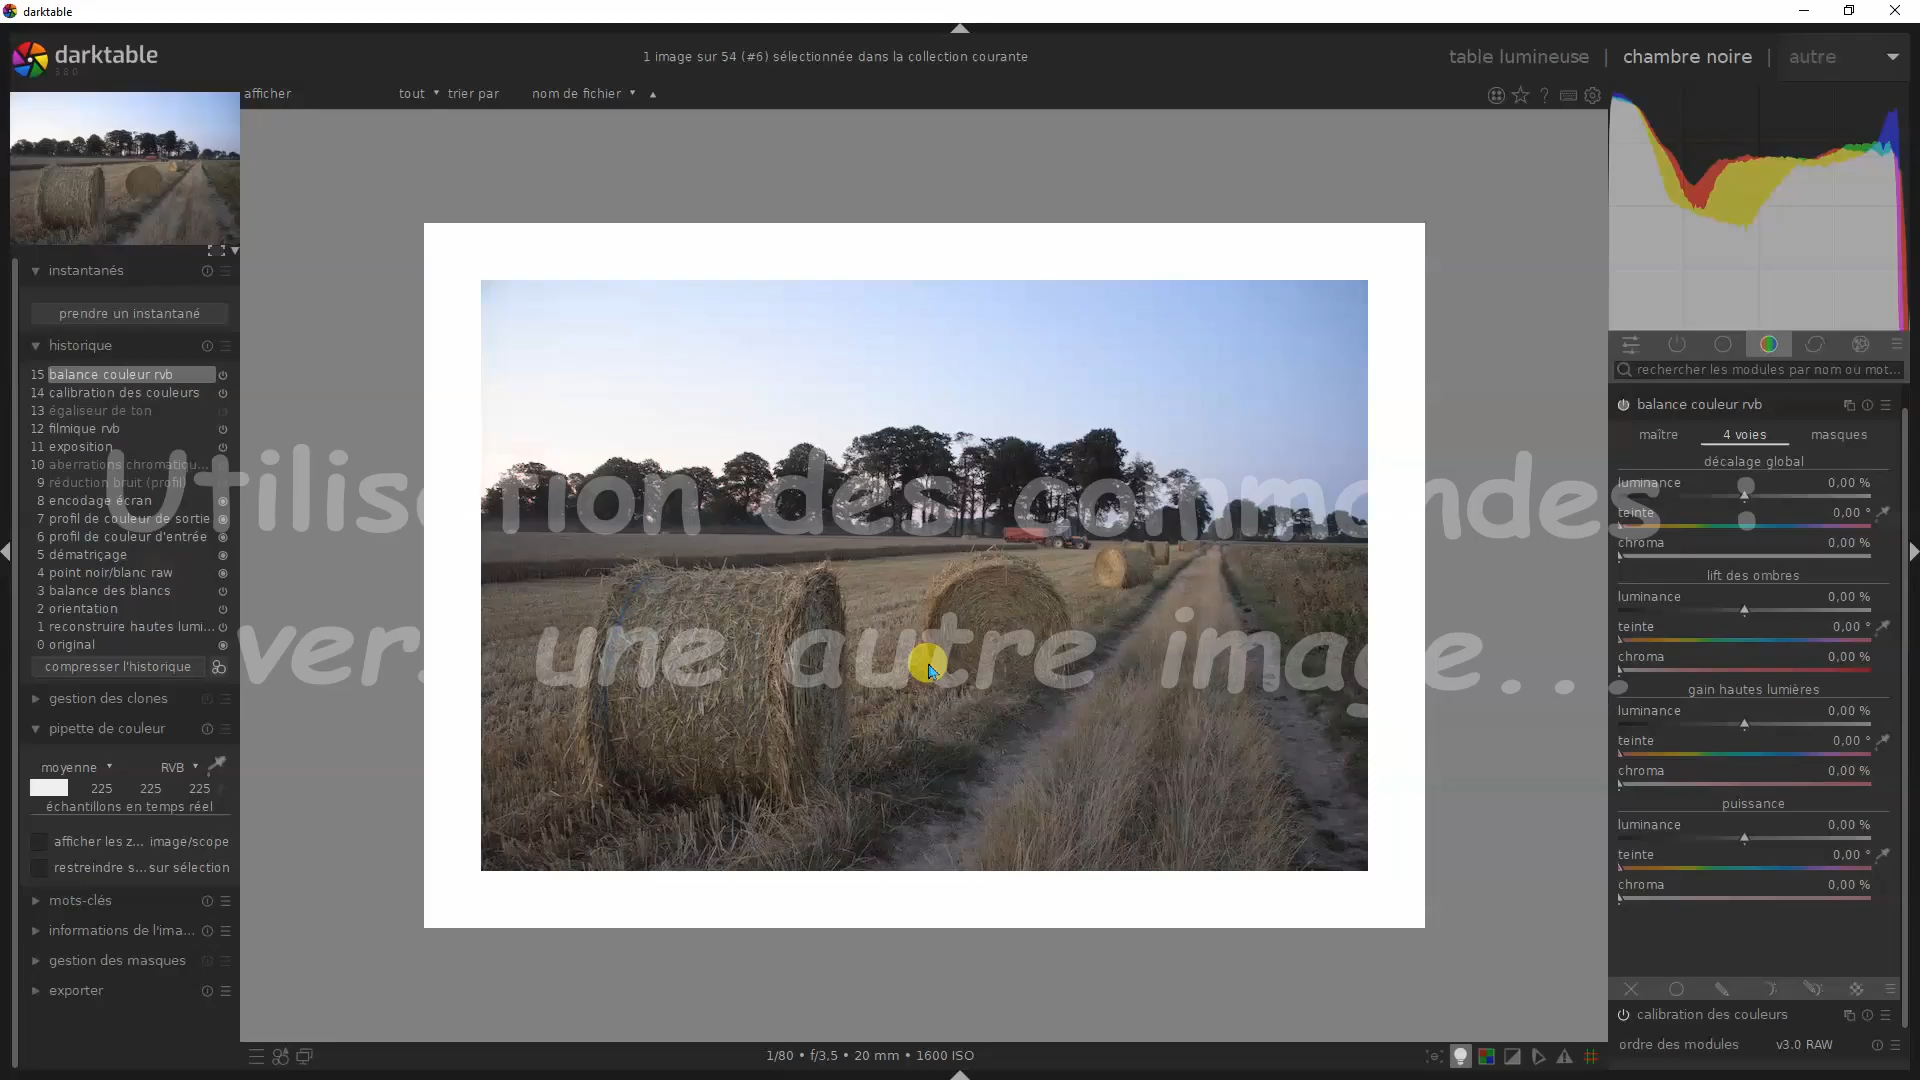 darktable
darktable
3 8 0
1 image sur 54 (#6) sélectionnée dans la collection courante
table lumineuse | chambre noire | autre
afficher tout trier par nom de fichier
instantanés
prendre un instantané
historique
15 balance couleur rvb
14 calibration des couleurs
13 égaliseur de ton
12 filmique rvb
11 exposition
10 aberrations chromatiqu...
9 réduction bruit (profil)
8 encodage écran
7 profil de couleur de sortie
6 profil de couleur d'entrée
5 dématriçage
4 point noir/blanc raw
3 balance des blancs
2 orientation
1 reconstruire hautes lumi...
0 original
compresser l'historique
gestion des clones
pipette de couleur
moyenne RVB
225 225 225
échantillons en temps réel
afficher les z... image/scope
restreindre s...sur sélection
mots-clés
informations de l'ima...
gestion des masques
exporter
Utilisation des commandes :
vers une autre image...
1/80 • f/3,5 • 20 mm • 1600 ISO
rechercher les modules par nom ou mot...
balance couleur rvb
maître 4 voies masques
décalage global
luminance 0,00 %
teinte 0,00 °
chroma 0,00 %
lift des ombres
luminance 0,00 %
teinte 0,00 °
chroma 0,00 %
gain hautes lumières
luminance 0,00 %
teinte 0,00 °
chroma 0,00 %
puissance
luminance 0,00 %
teinte 0,00 °
chroma 0,00 %
calibration des couleurs
ordre des modules v3.0 RAW